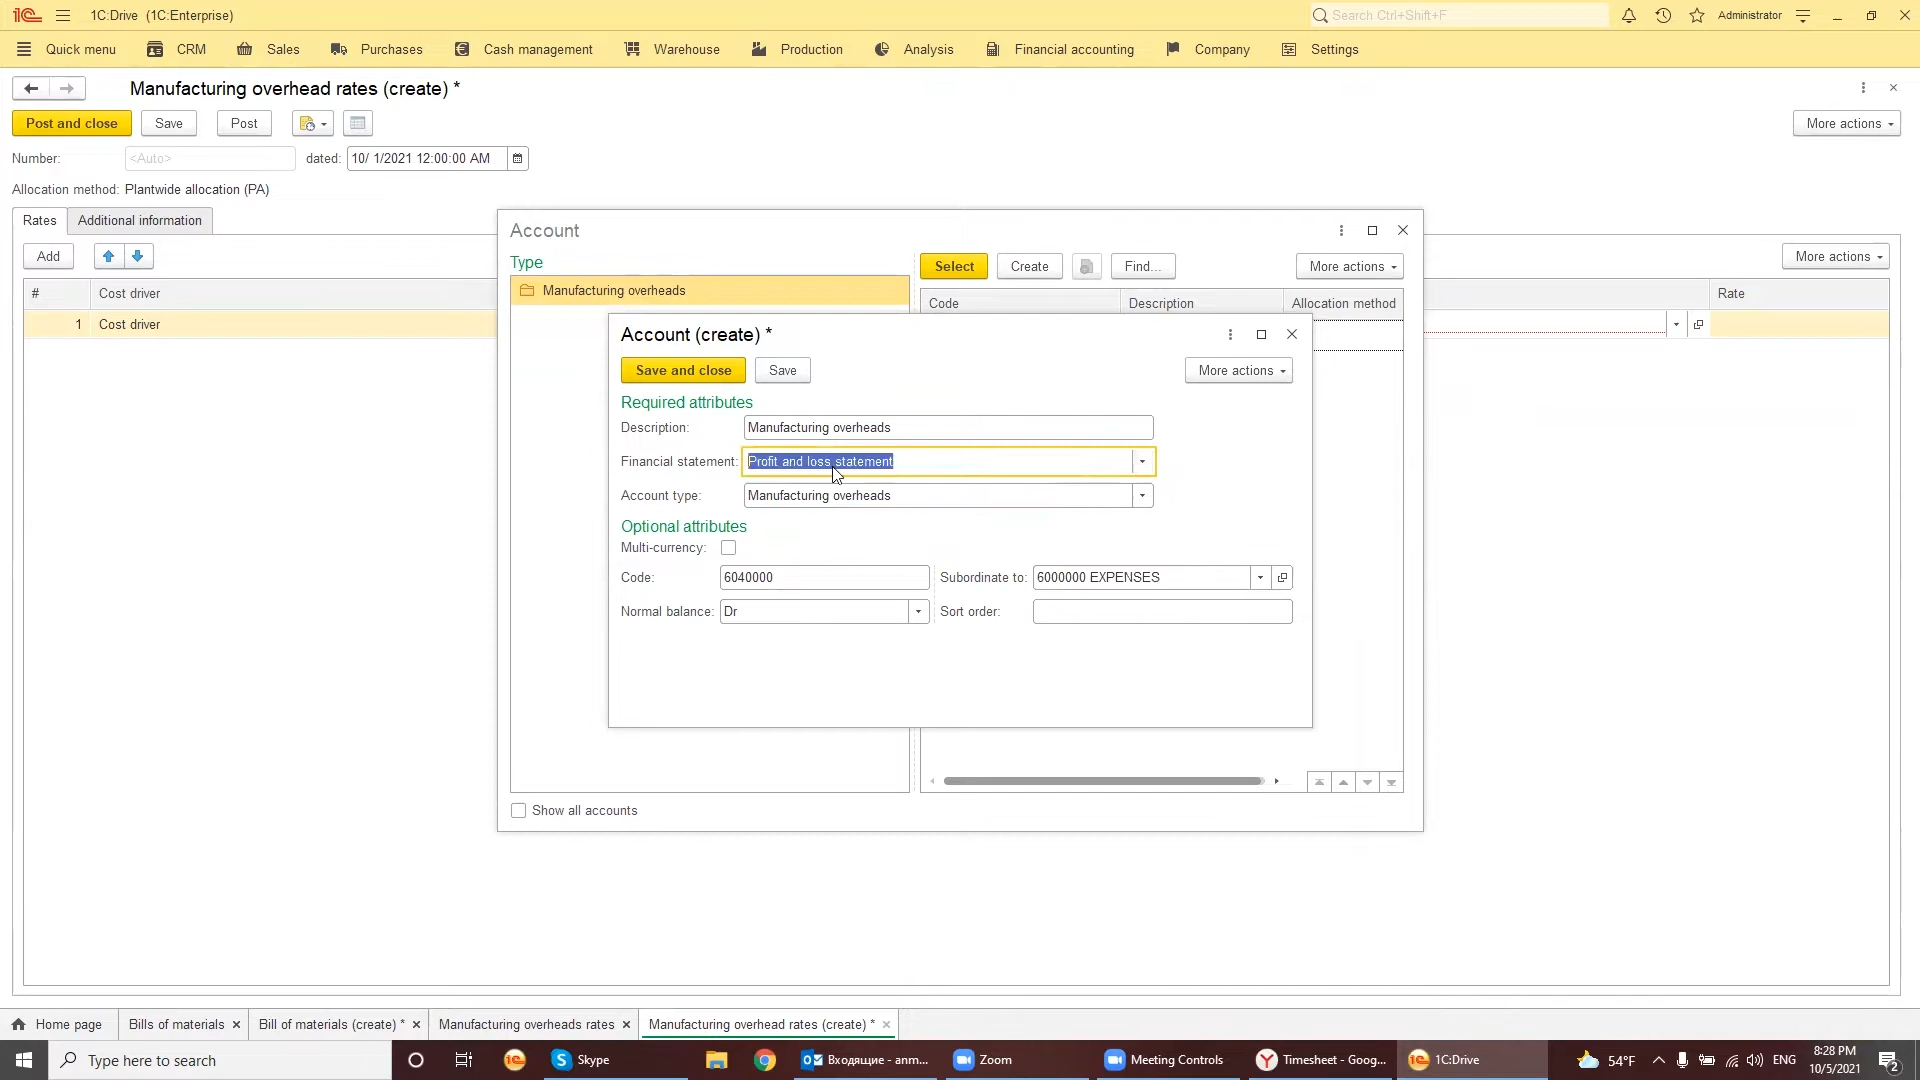 1C:Drive (1C:Enterprise)
Search Ctrl+Shift+F
Administrator
Quick menu CRM Sales Purchases Cash management Warehouse Production Analysis Financial accounting Company Settings
Manufacturing overhead rates (create) *
Post and close Save Post More actions
Number: <Auto> dated: 10/ 1/2021 12:00:00 AM
Allocation method: Plantwide allocation (PA)
Rates Additional information
Add More actions
# Cost driver Rate
1 Cost driver
Account
Type
Manufacturing overheads
Select Create Find... More actions
Code Description Allocation method
Account (create) *
Save and close Save More actions
Required attributes
Description: Manufacturing overheads
Financial statement: Profit and loss statement
Account type: Manufacturing overheads
Optional attributes
Multi-currency:
Code: 6040000 Subordinate to: 6000000 EXPENSES
Normal balance: Dr Sort order:
Show all accounts
Home page Bills of materials Bill of materials (create) * Manufacturing overheads rates Manufacturing overhead rates (create) *
Type here to search Skype Входящие - anm... Zoom Meeting Controls Timesheet - Goog... 1C:Drive 54°F ENG 8:28 PM
10/5/2021 2